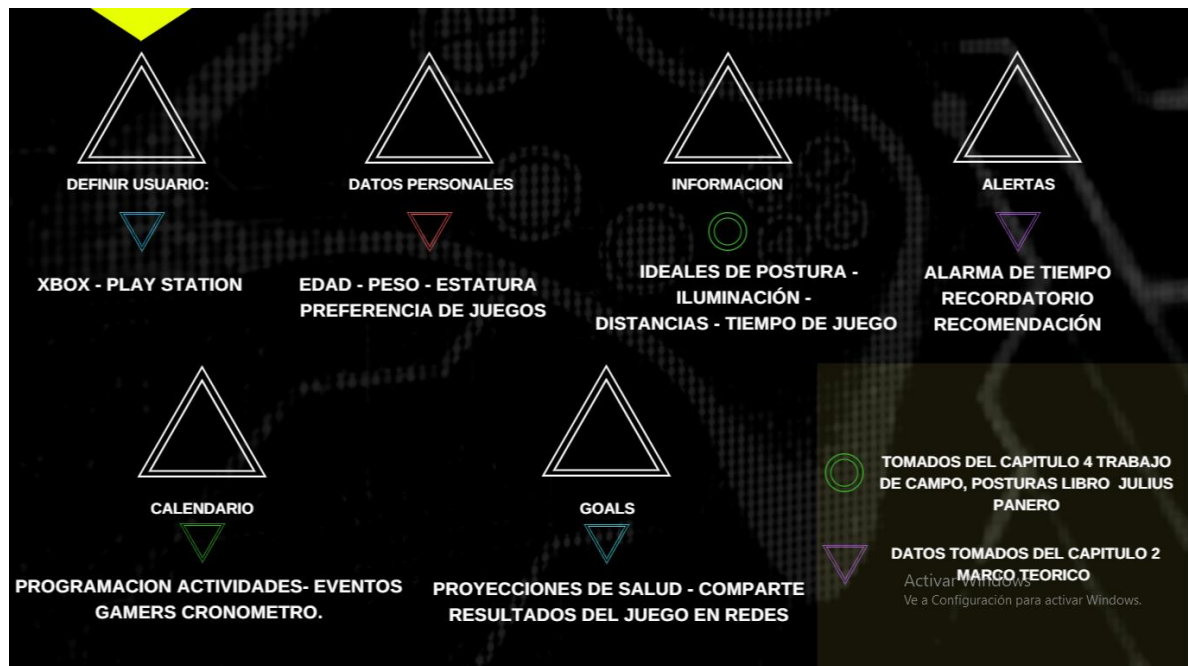 DEFINIR USUARIO:
XBOX - PLAY STATION
DATOS PERSONALES
EDAD - PESO - ESTATURA
PREFERENCIA DE JUEGOS
INFORMACION
IDEALES DE POSTURA -
ILUMINACIÓN -
DISTANCIAS - TIEMPO DE JUEGO
ALERTAS
ALARMA DE TIEMPO
RECORDATORIO
RECOMENDACIÓN
CALENDARIO
PROGRAMACION ACTIVIDADES- EVENTOS
GAMERS CRONOMETRO.
GOALS
PROYECCIONES DE SALUD - COMPARTE
RESULTADOS DEL JUEGO EN REDES
TOMADOS DEL CAPITULO 4 TRABAJO
DE CAMPO, POSTURAS LIBRO JULIUS
PANERO
DATOS TOMADOS DEL CAPITULO 2
MARCO TEORICO
Activar Windows
Ve a Configuración para activar Windows.